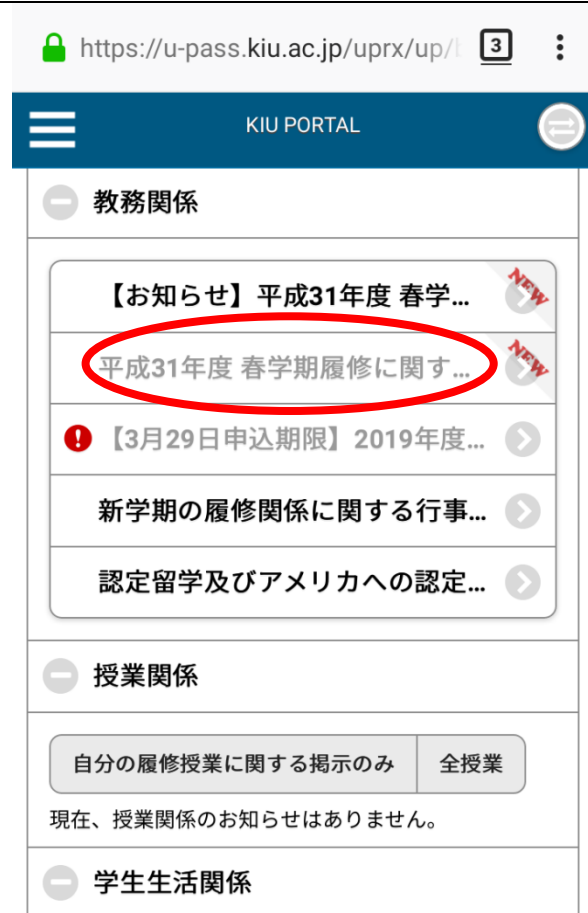 https://u-pass.kiu.ac.jp/uprx/up/ 3
KIU PORTAL
教務関係
【お知らせ】平成31年度 春学... NEW
平成31年度 春学期履修に関す... NEW
【3月29日申込期限】2019年度...
新学期の履修関係に関する行事...
認定留学及びアメリカへの認定...
授業関係
自分の履修授業に関する掲示のみ 全授業
現在、授業関係のお知らせはありません。
学生生活関係